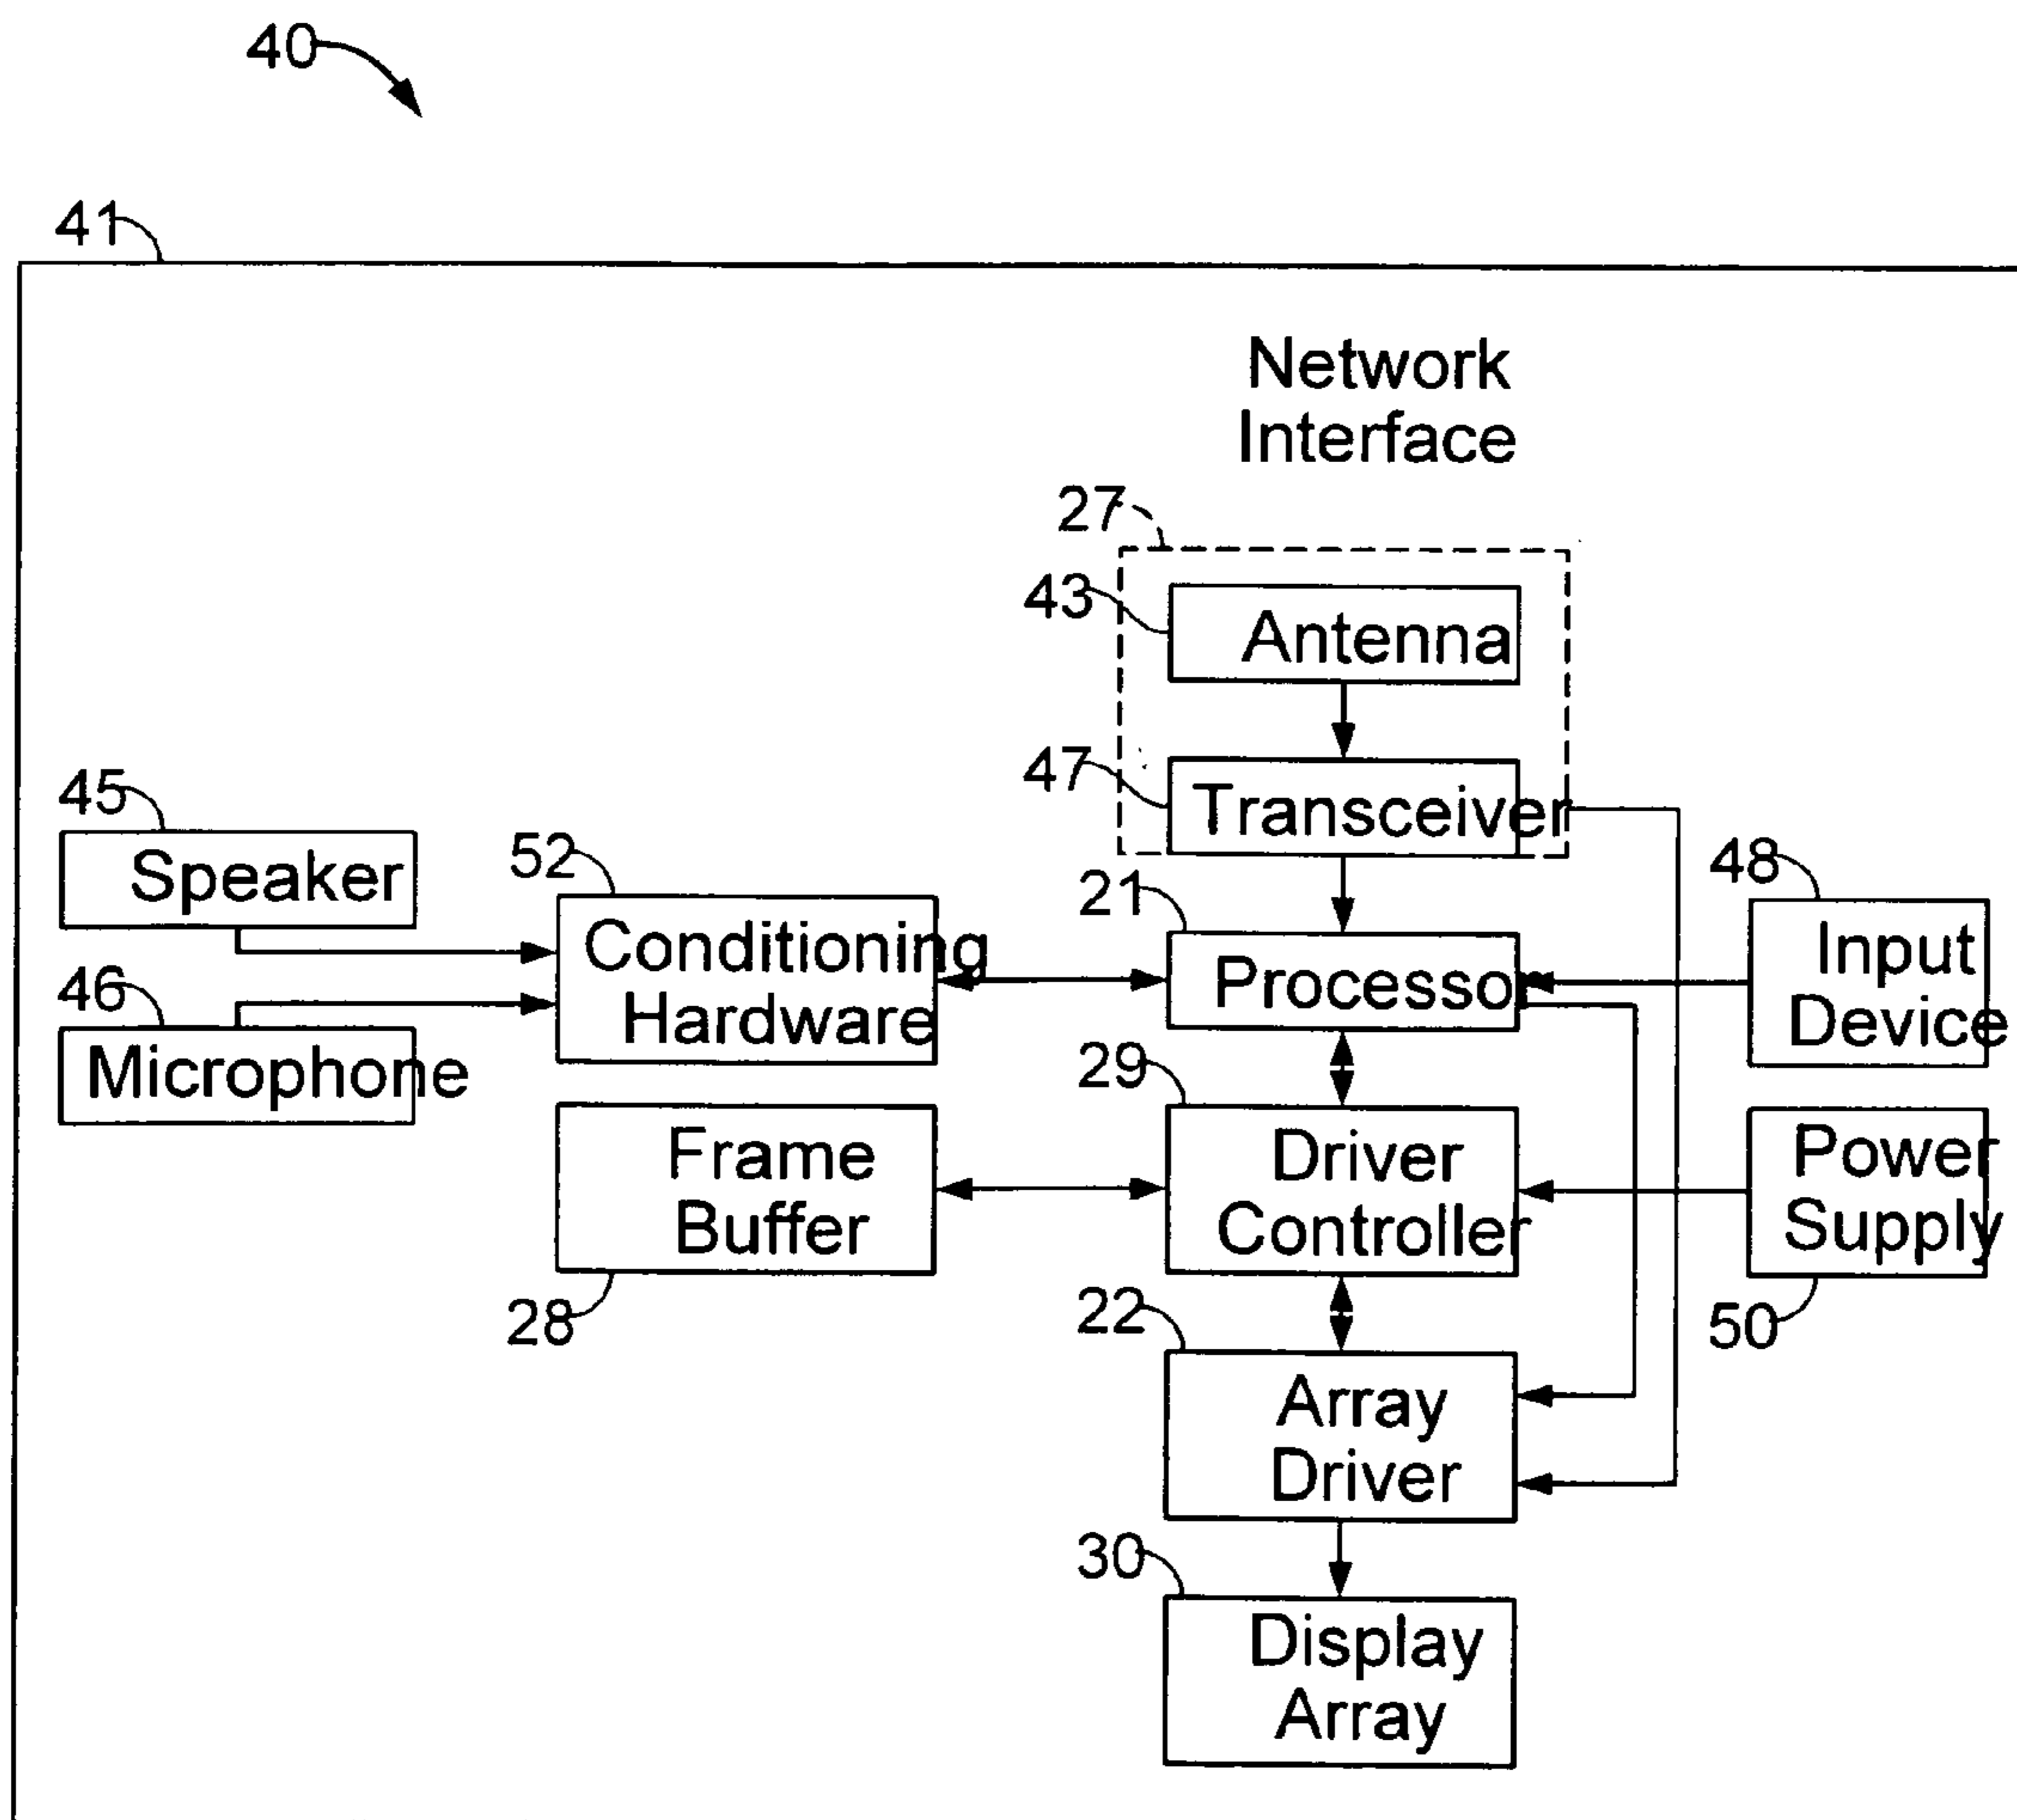 40
41
Network
Interface
27
43
Antenna
47
Transceiver
45
Speaker
52
Conditioning
Hardware
21
Processor
48
Input
Device
46
Microphone
29
Driver
Controller
Frame
Buffer
28
Power
Supply
50
22
Array
Driver
30
Display
Array